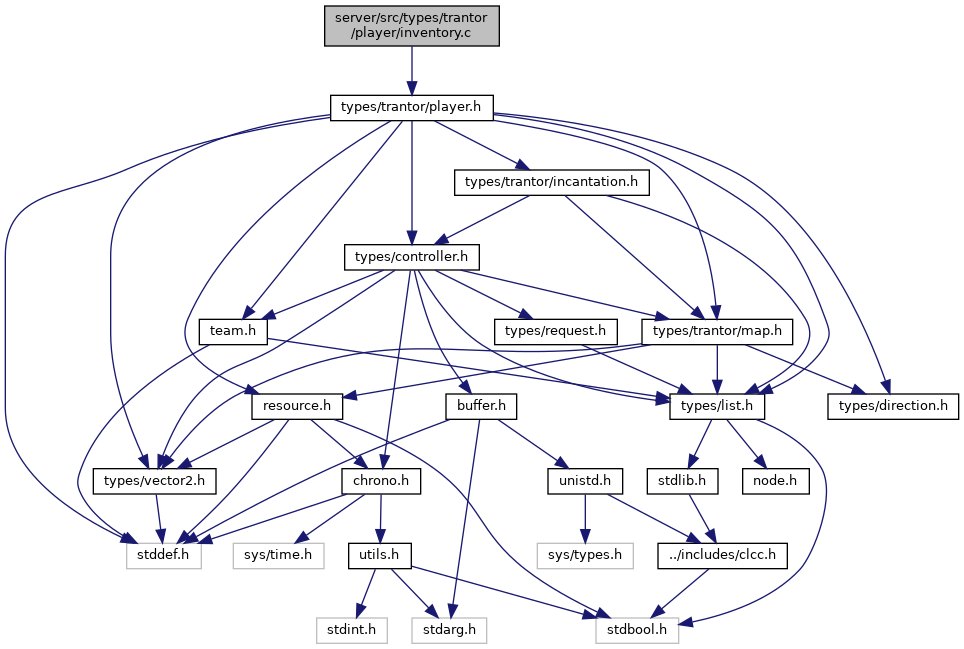 server/src/types/trantor
/player/inventory.c
types/trantor/player.h
types/trantor/incantation.h
types/controller.h
team.h
types/request.h
types/trantor/map.h
resource.h
buffer.h
types/list.h
types/direction.h
types/vector2.h
chrono.h
unistd.h
stdlib.h
node.h
stddef.h
sys/time.h
utils.h
sys/types.h
../includes/clcc.h
stdint.h
stdarg.h
stdbool.h